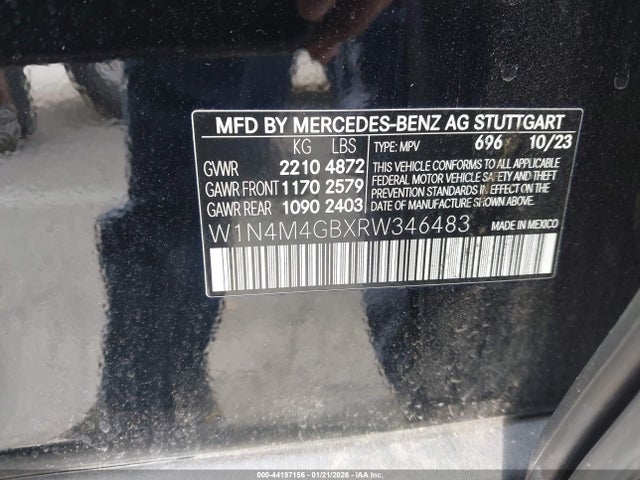 MFD BY MERCEDES-BENZ AG STUTTGART
KG LBS
GVWR 2210 4872
GAWR FRONT 1170 2579
GAWR REAR 1090 2403
TYPE: MPV 696 10/23
THIS VEHICLE CONFORMS TO ALL APPLICABLE
FEDERAL MOTOR VEHICLE SAFETY AND THEFT
PREVENTION STANDARDS IN EFFECT ON THE
DATE OF MANUFACTURE SHOWN ABOVE.
W1N4M4GBXRW346483 MADE IN MEXICO
000-44197156 - 01/21/2026 - COPART, INC.